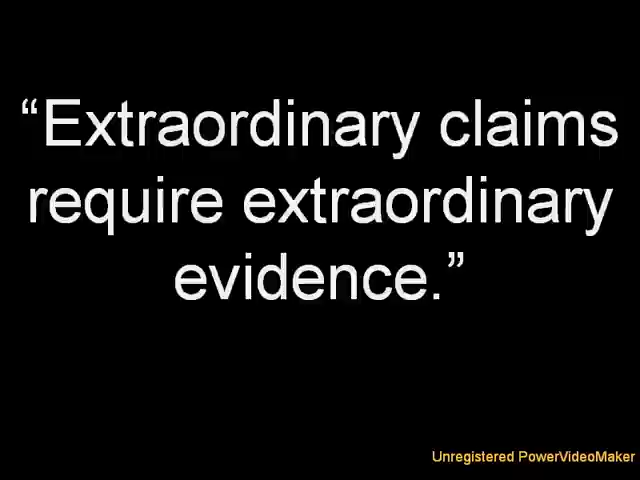 “Extraordinary claims
require extraordinary
evidence.”
Unregistered PowerVideoMaker